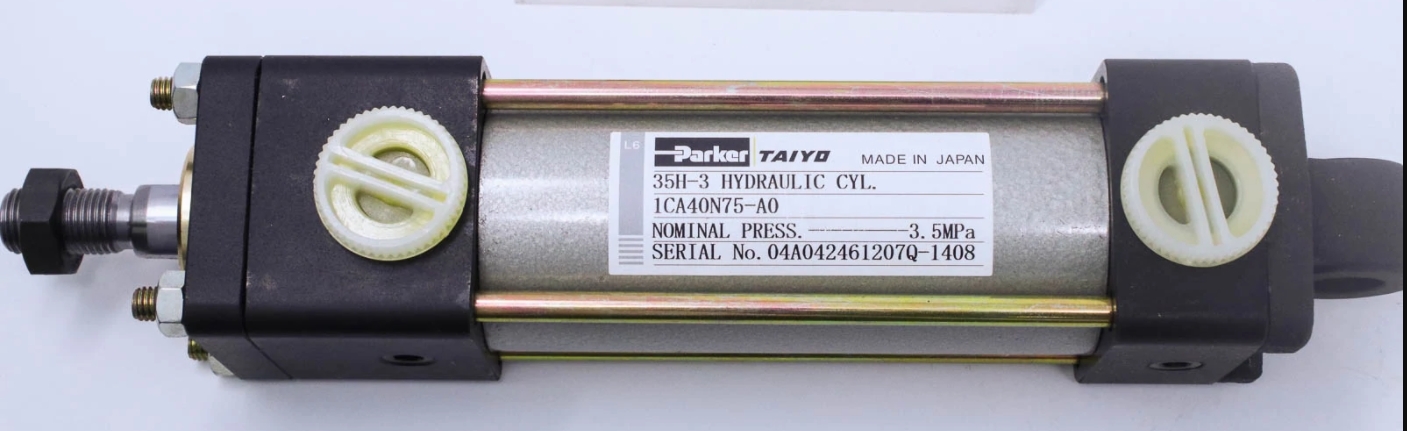 L6
Parker TAIYO MADE IN JAPAN
35H-3 HYDRAULIC CYL.
1CA40N75-A0
NOMINAL PRESS. ---------- 3.5MPa
SERIAL No. 04A042461207Q-1408